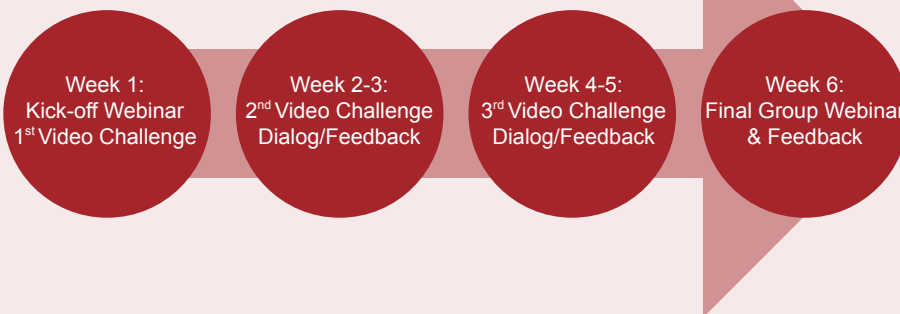 Week 1:
Kick-off Webinar
1st Video Challenge
Week 2-3:
2nd Video Challenge
Dialog/Feedback
Week 4-5:
3rd Video Challenge
Dialog/Feedback
Week 6:
Final Group Webinar
& Feedback